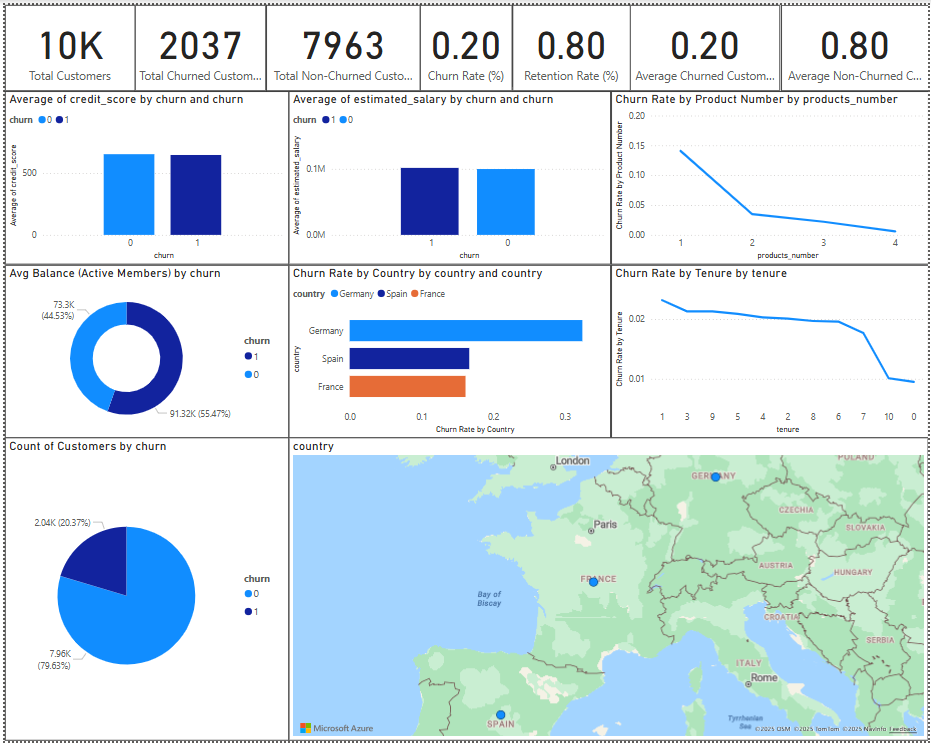 10K
Total Customers
2037
Total Churned Custom...
7963
Total Non-Churned Custo...
0.20
Churn Rate (%)
0.80
Retention Rate (%)
0.20
Average Churned Custom...
0.80
Average Non-Churned C...
Average of credit_score by churn and churn
churn 0 1
Average of credit_score
500
0
0 1
churn
Average of estimated_salary by churn and churn
churn 1 0
Average of estimated_salary
0.1M
0.0M
1 0
churn
Churn Rate by Product Number by products_number
Churn Rate by Product Number
0.20
0.15
0.10
0.05
0.00
1 2 3 4
products_number
Avg Balance (Active Members) by churn
73.3K
(44.53%)
91.32K (55.47%)
churn
1
0
Churn Rate by Country by country and country
country Germany Spain France
country
Germany
Spain
France
0.0 0.1 0.2 0.3
Churn Rate by Country
Churn Rate by Tenure by tenure
Churn Rate by Tenure
0.02
0.01
1 3 9 5 4 2 8 6 7 10 0
tenure
Count of Customers by churn
2.04K (20.37%)
7.96K
(79.63%)
churn
0
1
country
London
POLAND
GERMANY
CZECHIA
Paris
SLOVAKIA
AUSTRIA
HUNGARY
FRANCE
Bay of
Biscay
CROATIA
SERBIA
ITALY
Rome
Tyrrhenian
Sea
SPAIN
Microsoft Azure
©2025 OSM ©2025 TomTom ©2025 NavInfo Feedback